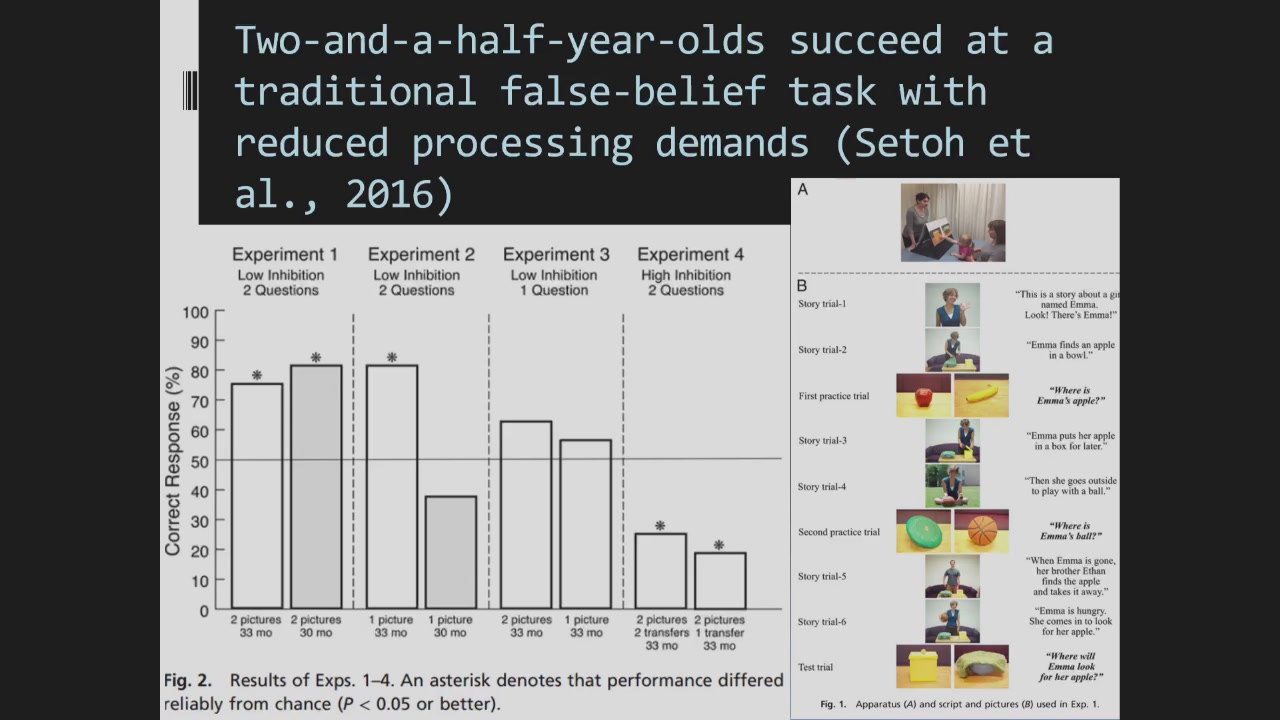 Two-and-a-half-year-olds succeed at a
traditional false-belief task with
reduced processing demands (Setoh et
al., 2016)
Experiment 1
Low Inhibition
2 Questions
Experiment 2
Low Inhibition
2 Questions
Experiment 3
Low Inhibition
1 Question
Experiment 4
High Inhibition
2 Questions
Correct Response (%)
100
90
80
70
60
50
40
30
20
10
0
*
*
*
*
*
2 pictures
33 mo
2 pictures
30 mo
1 picture
33 mo
1 picture
30 mo
2 pictures
33 mo
1 picture
33 mo
2 pictures
2 transfers
33 mo
2 pictures
1 transfer
33 mo
Fig. 2. Results of Exps. 1–4. An asterisk denotes that performance differed
reliably from chance (P < 0.05 or better).
A
B
Story trial-1
"This is a story about a
named Emma.
Look! There's Emma!"
Story trial-2
"Emma finds an apple
in a bowl."
First practice trial
"Where is
Emma's apple?"
Story trial-3
"Emma puts her apple
in a box for later."
Story trial-4
"Then she goes outside
to play with a ball."
Second practice trial
"Where is
Emma's ball?"
Story trial-5
"When Emma is gone,
her brother Ethan
finds the apple
and takes it away."
Story trial-6
"Emma is hungry.
She comes in to look
for her apple."
Test trial
"Where will
Emma look
for her apple?"
Fig. 1. Apparatus (A) and script and pictures (B) used in Exp. 1.